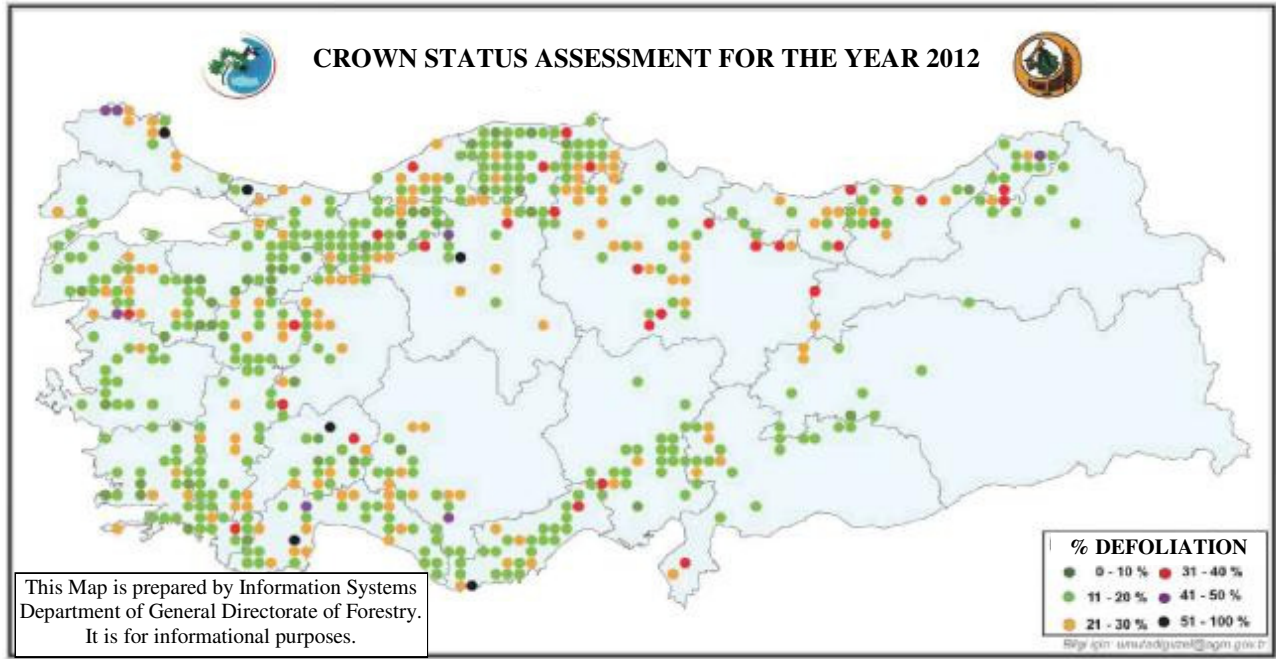 CROWN STATUS ASSESSMENT FOR THE YEAR 2012
% DEFOLIATION
0 - 10 % 31 - 40 %
11 - 20 % 41 - 50 %
21 - 30 % 51 - 100 %
This Map is prepared by Information Systems
Department of General Directorate of Forestry.
It is for informational purposes.
Bilgi için: